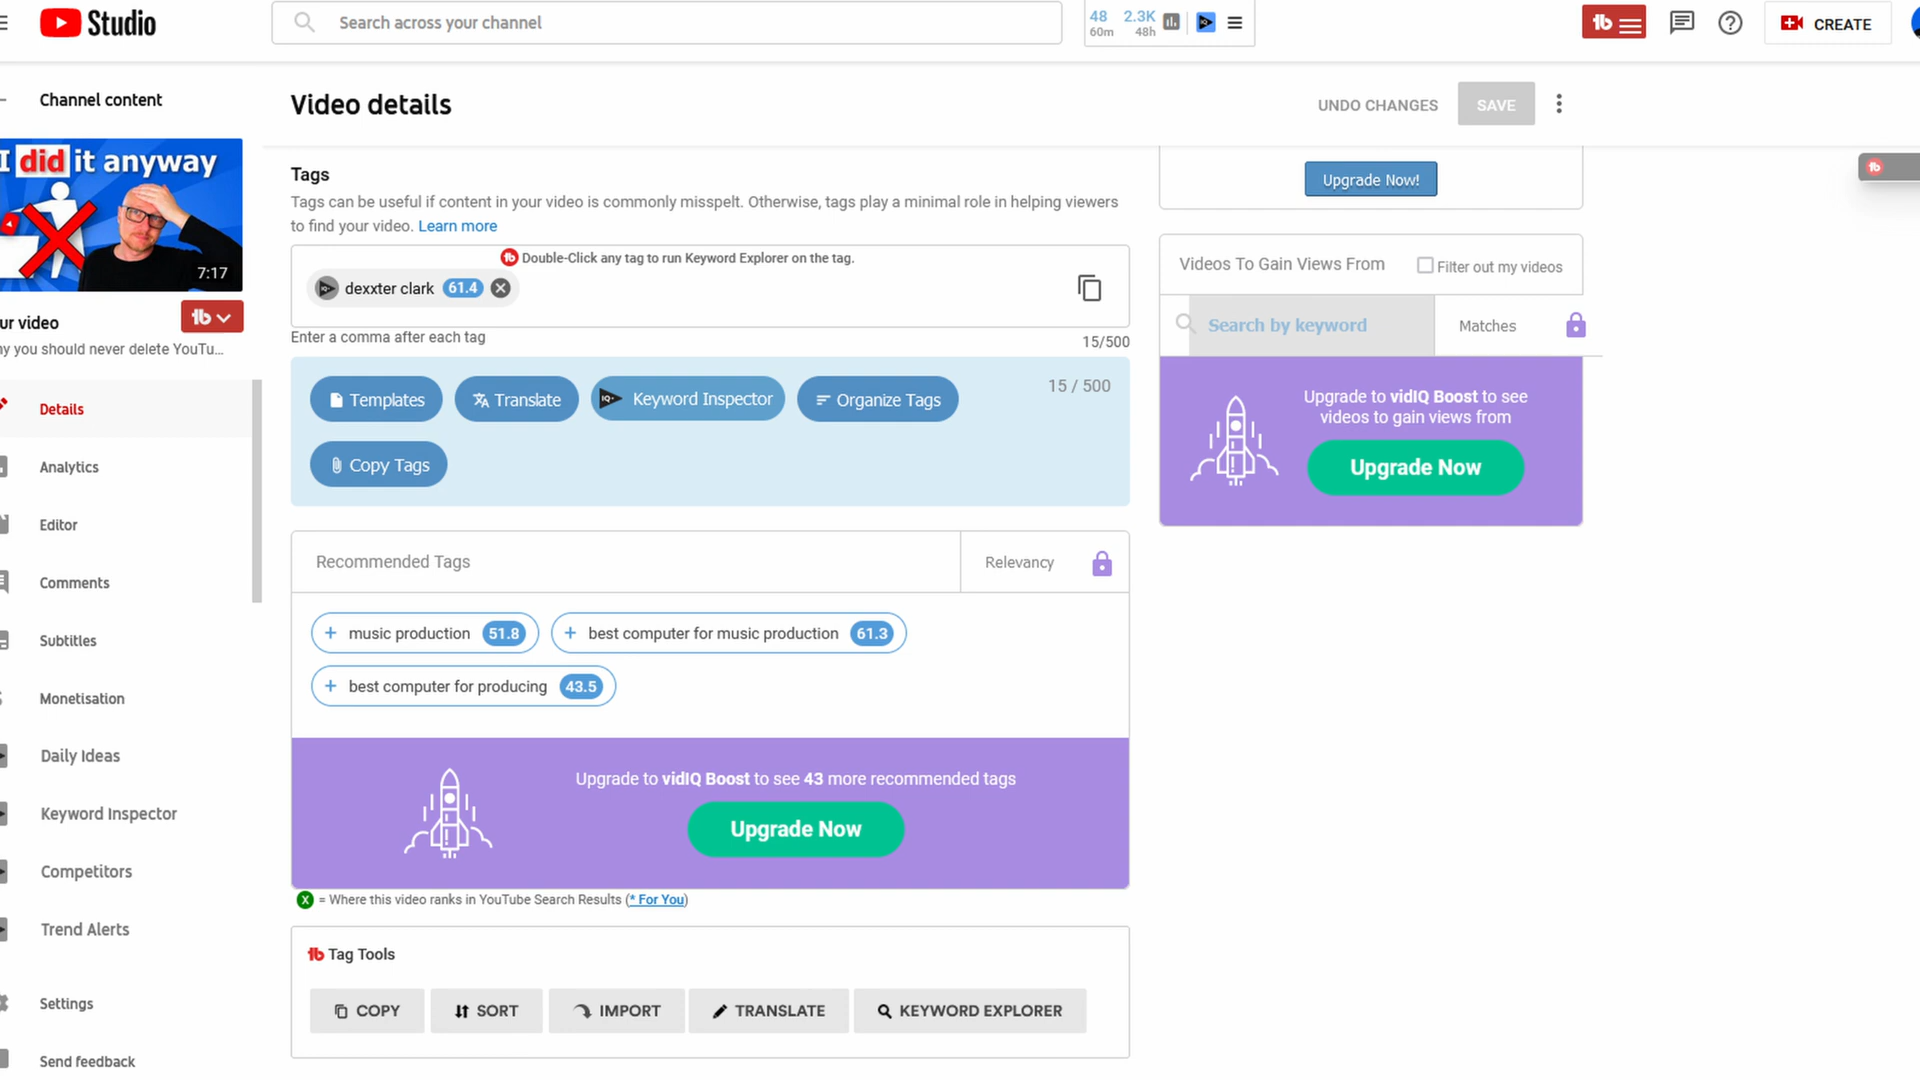 Studio
Search across your channel
48 2.3K
60m 48h
CREATE
Channel content
Video details
UNDO CHANGES
SAVE
I did it anyway
7:17
ur video
y you should never delete YouTu...
Details
Analytics
Editor
Comments
Subtitles
Monetisation
Daily Ideas
Keyword Inspector
Competitors
Trend Alerts
Settings
Send feedback
Tags
Tags can be useful if content in your video is commonly misspelt. Otherwise, tags play a minimal role in helping viewers
to find your video. Learn more
Double-Click any tag to run Keyword Explorer on the tag.
dexxter clark 61.4
Enter a comma after each tag
15/500
Templates
Translate
Keyword Inspector
Organize Tags
15 / 500
Copy Tags
Recommended Tags
Relevancy
+ music production 51.8
+ best computer for music production 61.3
+ best computer for producing 43.5
Upgrade to vidIQ Boost to see 43 more recommended tags
Upgrade Now
X = Where this video ranks in YouTube Search Results (* For You)
tb Tag Tools
COPY
SORT
IMPORT
TRANSLATE
KEYWORD EXPLORER
Upgrade Now!
Videos To Gain Views From
Filter out my videos
Search by keyword
Matches
Upgrade to vidIQ Boost to see
videos to gain views from
Upgrade Now